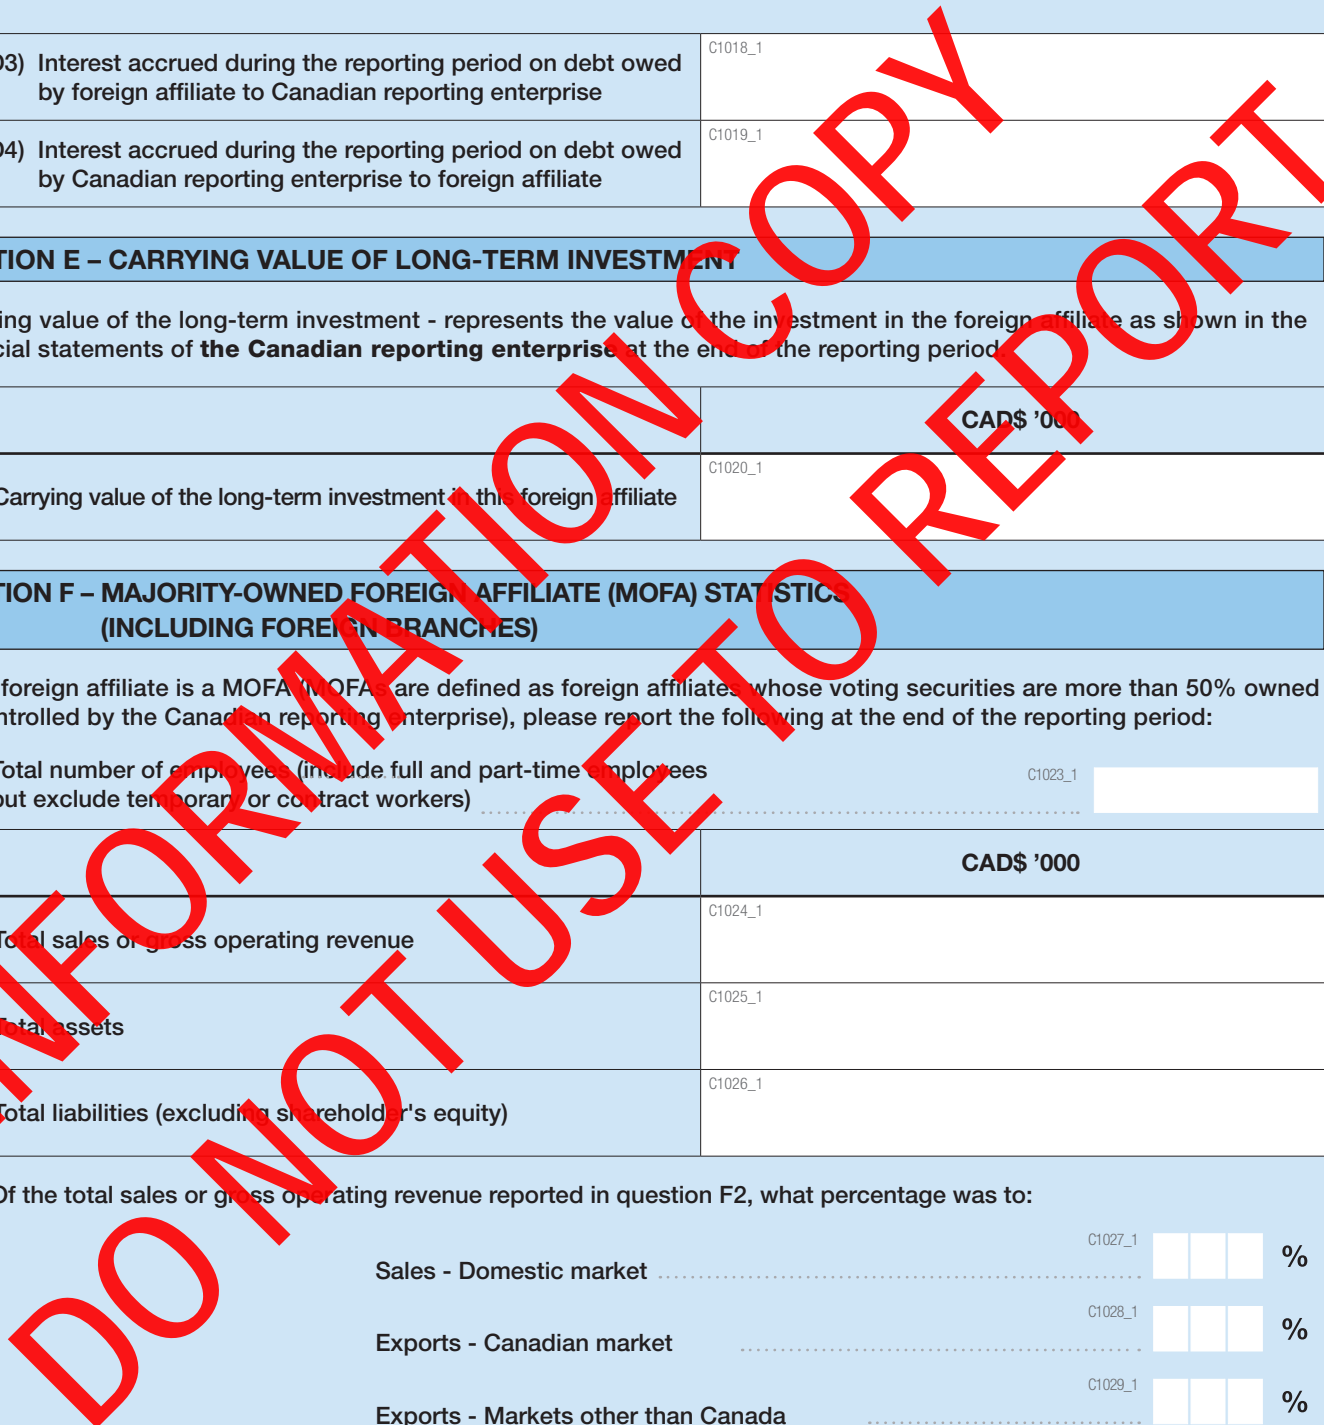 D3) Interest accrued during the reporting period on debt owed
by foreign affiliate to Canadian reporting enterprise
C1018_1
D4) Interest accrued during the reporting period on debt owed
by Canadian reporting enterprise to foreign affiliate
C1019_1
TION E – CARRYING VALUE OF LONG-TERM INVESTMENT
ing value of the long-term investment - represents the value of the investment in the foreign affiliate as shown in the
cial statements of the Canadian reporting enterprise at the end of the reporting period.
CAD$ ’000
Carrying value of the long-term investment in this foreign affiliate
C1020_1
TION F – MAJORITY-OWNED FOREIGN AFFILIATE (MOFA) STATISTICS
(INCLUDING FOREIGN BRANCHES)
foreign affiliate is a MOFA (MOFAs are defined as foreign affiliates whose voting securities are more than 50% owned
ntrolled by the Canadian reporting enterprise), please report the following at the end of the reporting period:
Total number of employees (include full and part-time employees
but exclude temporary or contract workers)
C1023_1
CAD$ ’000
Total sales or gross operating revenue
C1024_1
Total assets
C1025_1
Total liabilities (excluding shareholder's equity)
C1026_1
Of the total sales or gross operating revenue reported in question F2, what percentage was to:
Sales - Domestic market
C1027_1
%
Exports - Canadian market
C1028_1
%
Exports - Markets other than Canada
C1029_1
%
INFORMATION COPY
DO NOT USE TO REPORT